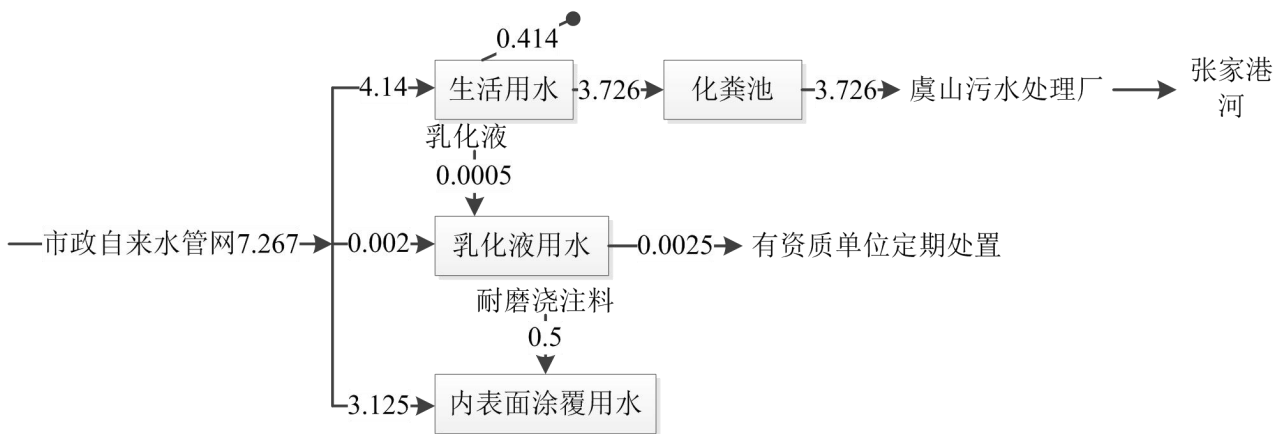 0.414
4.14
生活用水
3.726
化粪池
3.726
虞山污水处理厂
张家港
河
乳化液
0.0005
市政自来水管网7.267
0.002
乳化液用水
0.0025
有资质单位定期处置
耐磨浇注料
0.5
3.125
内表面涂覆用水